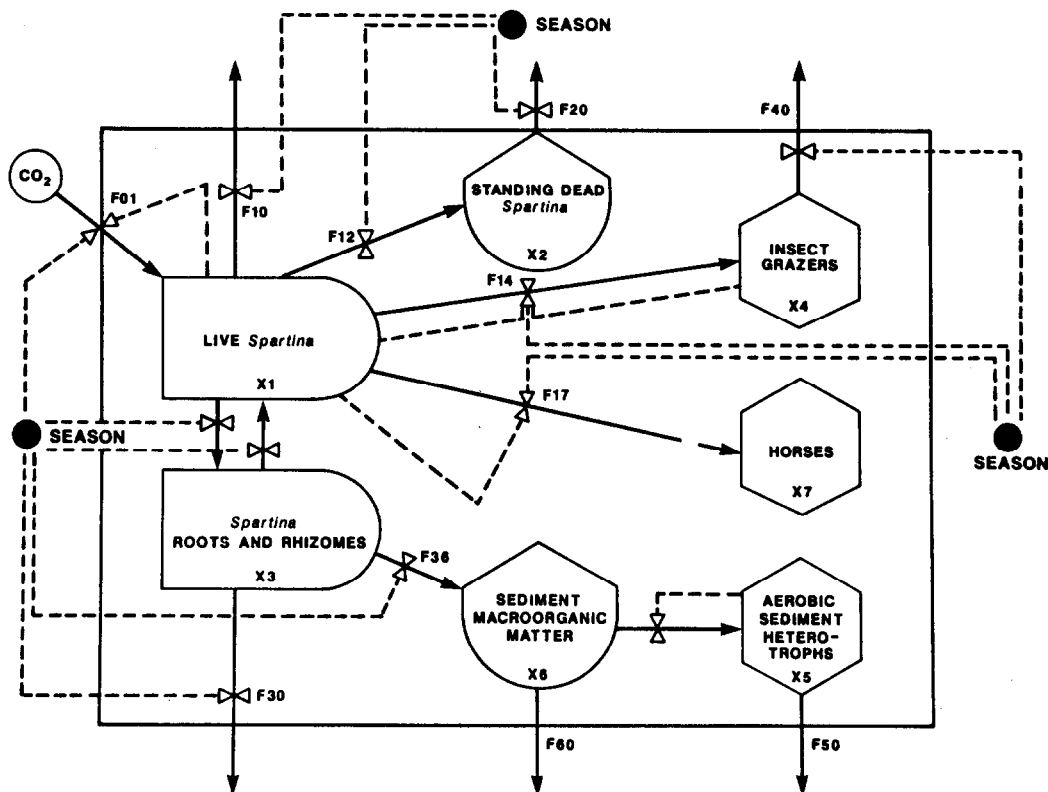 SEASON
F20
F40
CO2
F01
F10
STANDING DEAD
Spartina
X2
F12
INSECT
GRAZERS
X4
F14
LIVE Spartina
X1
F17
SEASON
HORSES
X7
SEASON
Spartina
ROOTS AND RHIZOMES
X3
F36
SEDIMENT
MACROORGANIC
MATTER
X6
AEROBIC
SEDIMENT
HETERO-
TROPHS
X5
F30
F60
F50